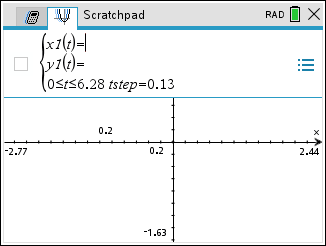 Scratchpad
RAD
x1(t)=
y1(t)=
0≤t≤6.28 tstep=0.13
0.2
x
-2.77
0.2
2.44
-1.63